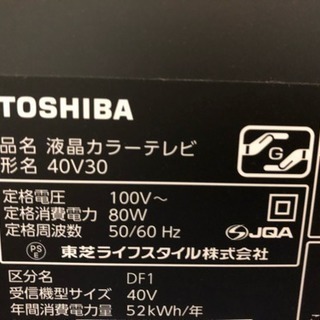 TOSHIBA
品名 液晶カラーテレビ
形名 40V30
G
定格電圧 100V～
定格消費電力 80W
定格周波数 50/60 Hz
JQA
PS
E
東芝ライフスタイル株式会社
区分名 DF1
受信機型サイズ 40V
年間消費電力量 52kWh/年